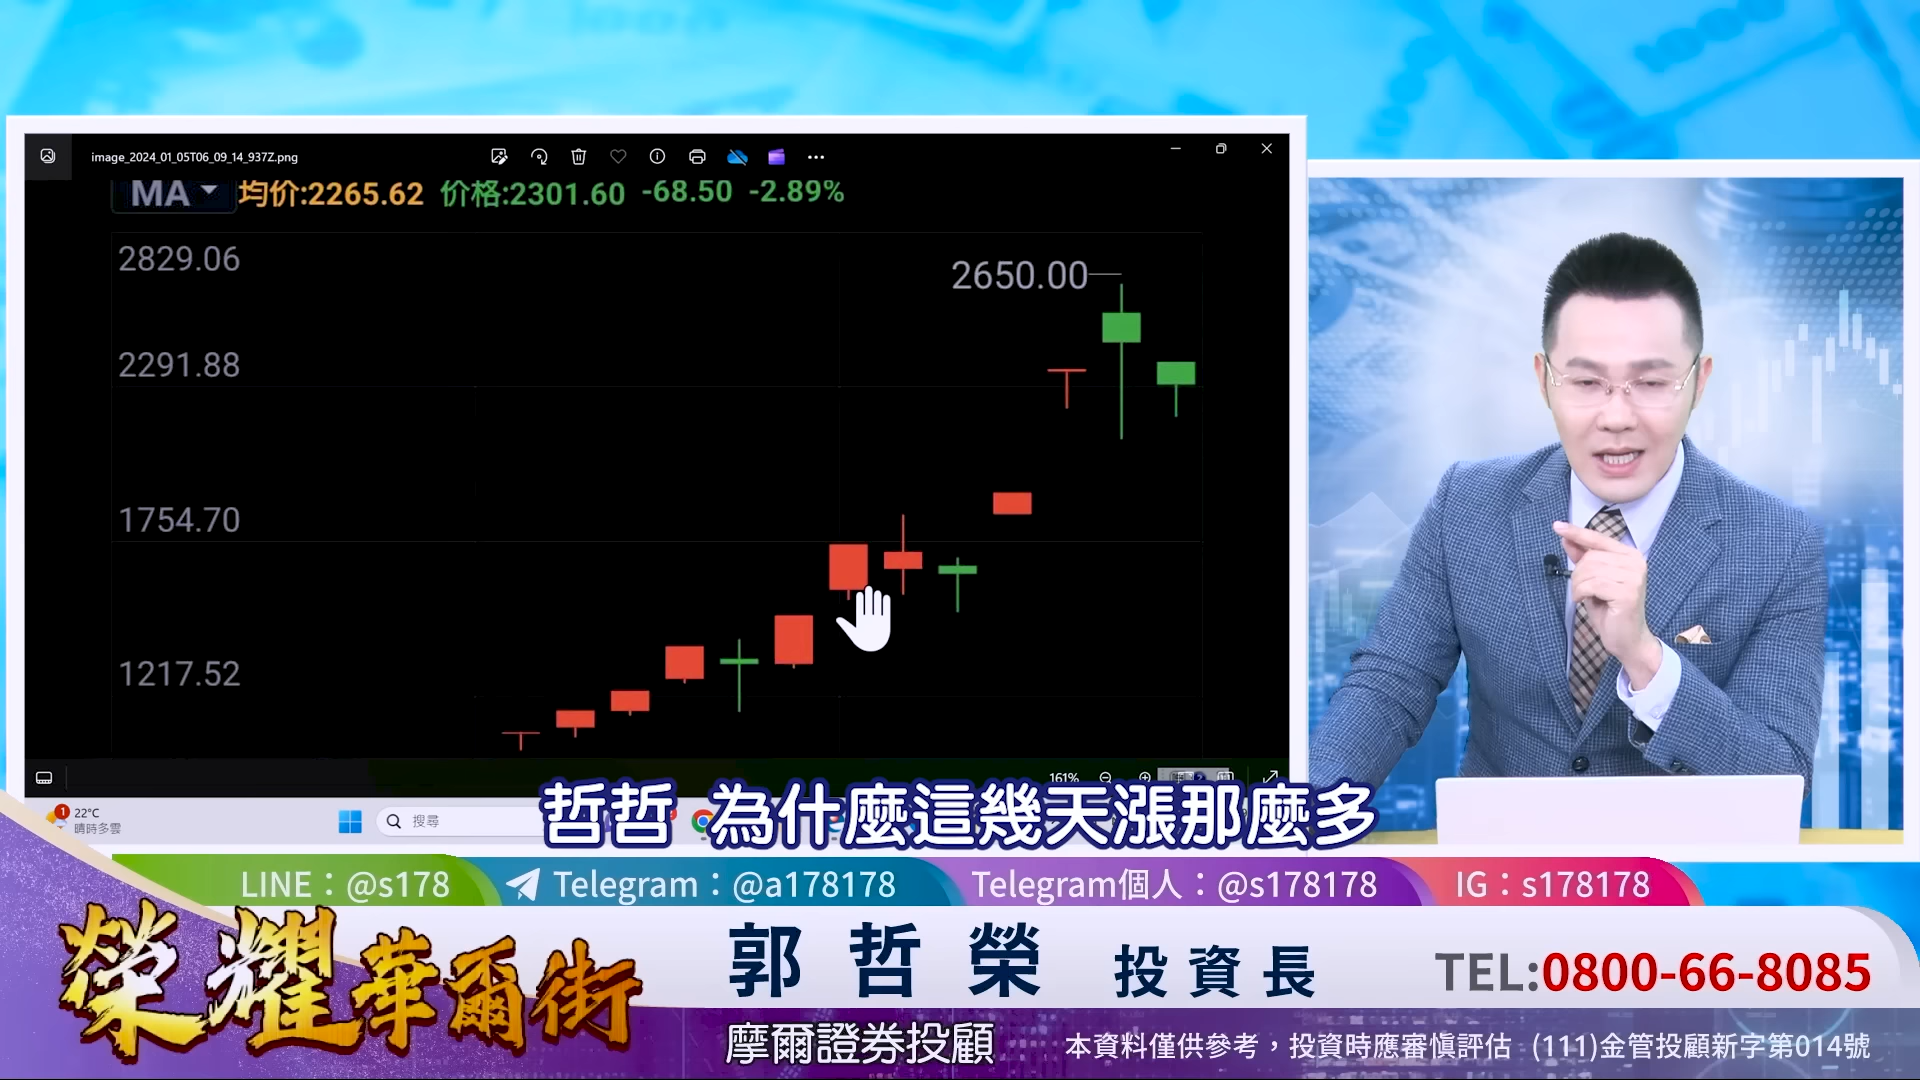 image_2024_01_05T06_09_14_937Z.png
MA 均价:2265.62 价格:2301.60 -68.50 -2.89%
2829.06
2650.00
2291.88
1754.70
1217.52
161%
1
22°C
晴時多雲
搜尋
哲哲 為什麼這幾天漲那麼多
LINE：@s178 Telegram：@a178178 Telegram個人：@s178178 IG：s178178
榮耀華爾街
郭哲榮 投資長 TEL:0800-66-8085
摩爾證券投顧 本資料僅供參考，投資時應審慎評估 (111)金管投顧新字第014號